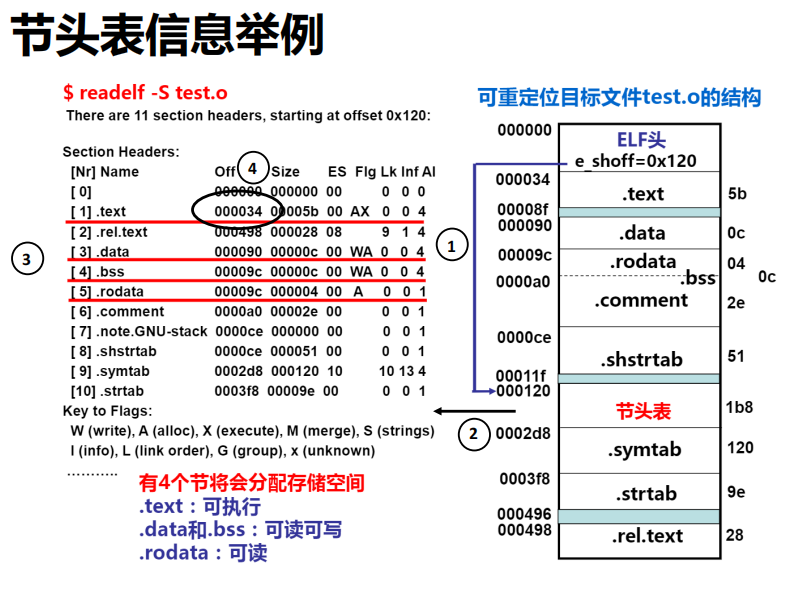 节头表信息举例
$ readelf -S test.o
There are 11 section headers, starting at offset 0x120:
Section Headers:
[Nr] Name Off Size ES Flg Lk Inf Al
[ 0] 000000 000000 00 0 0 0
[ 1] .text 000034 00005b 00 AX 0 0 4
[ 2] .rel.text 000498 000028 08 9 1 4
[ 3] .data 000090 00000c 00 WA 0 0 4
[ 4] .bss 00009c 00000c 00 WA 0 0 4
[ 5] .rodata 00009c 000004 00 A 0 0 1
[ 6] .comment 0000a0 00002e 00 0 0 1
[ 7] .note.GNU-stack 0000ce 000000 00 0 0 1
[ 8] .shstrtab 0000ce 000051 00 0 0 1
[ 9] .symtab 0002d8 000120 10 10 13 4
[10] .strtab 0003f8 00009e 00 0 0 1
Key to Flags:
W (write), A (alloc), X (execute), M (merge), S (strings)
I (info), L (link order), G (group), x (unknown)
………..
有4个节将会分配存储空间
.text：可执行
.data和.bss：可读可写
.rodata：可读
4
3
1
2
可重定位目标文件test.o的结构
000000
ELF头
e_shoff=0x120
000034
.text 5b
00008f
000090
.data 0c
00009c
.rodata 04
.bss 0c
0000a0
.comment 2e
0000ce
.shstrtab 51
00011f
000120
节头表 1b8
0002d8
.symtab 120
0003f8
.strtab 9e
000496
000498
.rel.text 28